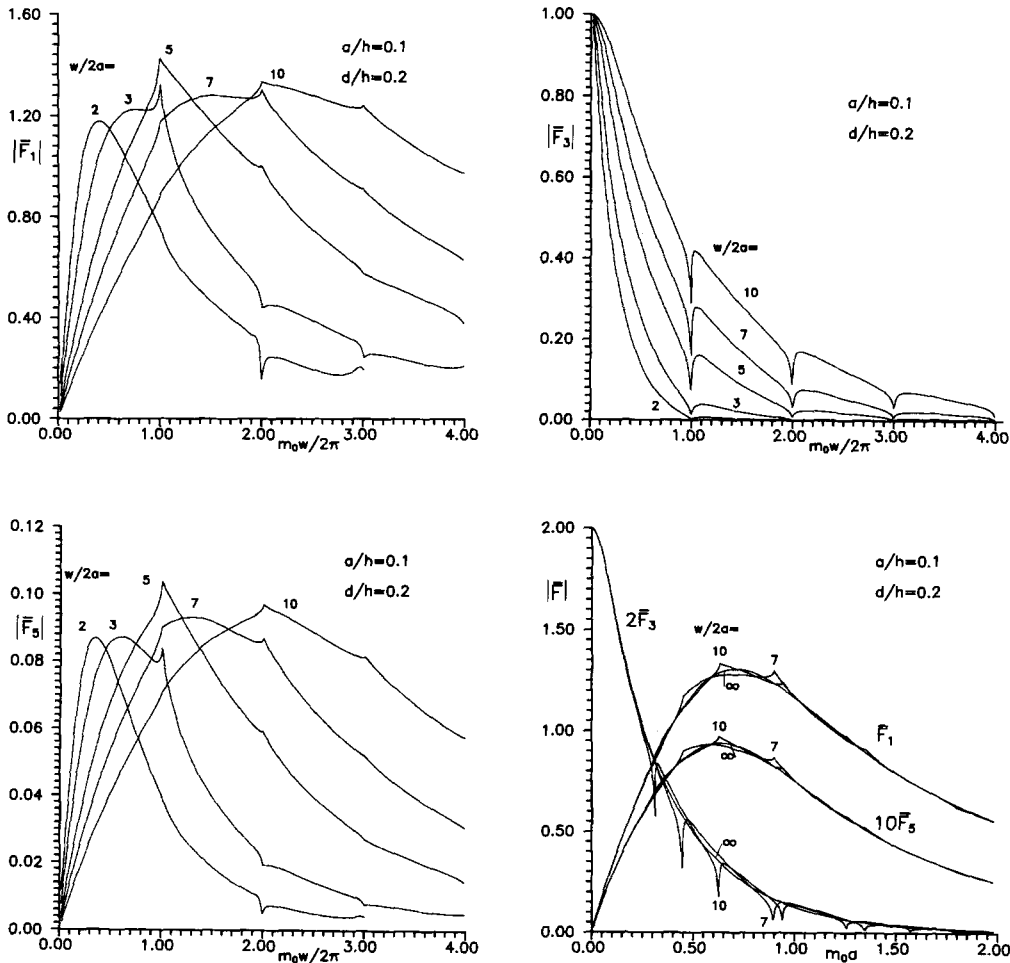 1.60
1.20
|F̅₁|
0.80
0.40
0.00
w/2a=
2
3
5
7
10
a/h=0.1
d/h=0.2
0.00 1.00 2.00 3.00 4.00
m₀w/2π
1.00
0.80
|F̅₃|
0.60
0.40
0.20
0.00
a/h=0.1
d/h=0.2
w/2a=
10
7
5
3
2
0.00 1.00 2.00 3.00 4.00
m₀w/2π
0.12
0.10
0.08
|F̅₅|
0.06
0.04
0.02
0.00
w/2a=
2
3
5
7
10
a/h=0.1
d/h=0.2
0.00 1.00 2.00 3.00 4.00
m₀w/2π
2.00
|F̅|
1.50
1.00
0.50
0.00
a/h=0.1
d/h=0.2
2F̅₃
w/2a=
10
7
∞
F̅₁
10
7
∞
10F̅₅
∞
10
7
0.00 0.50 1.00 1.50 2.00
m₀a